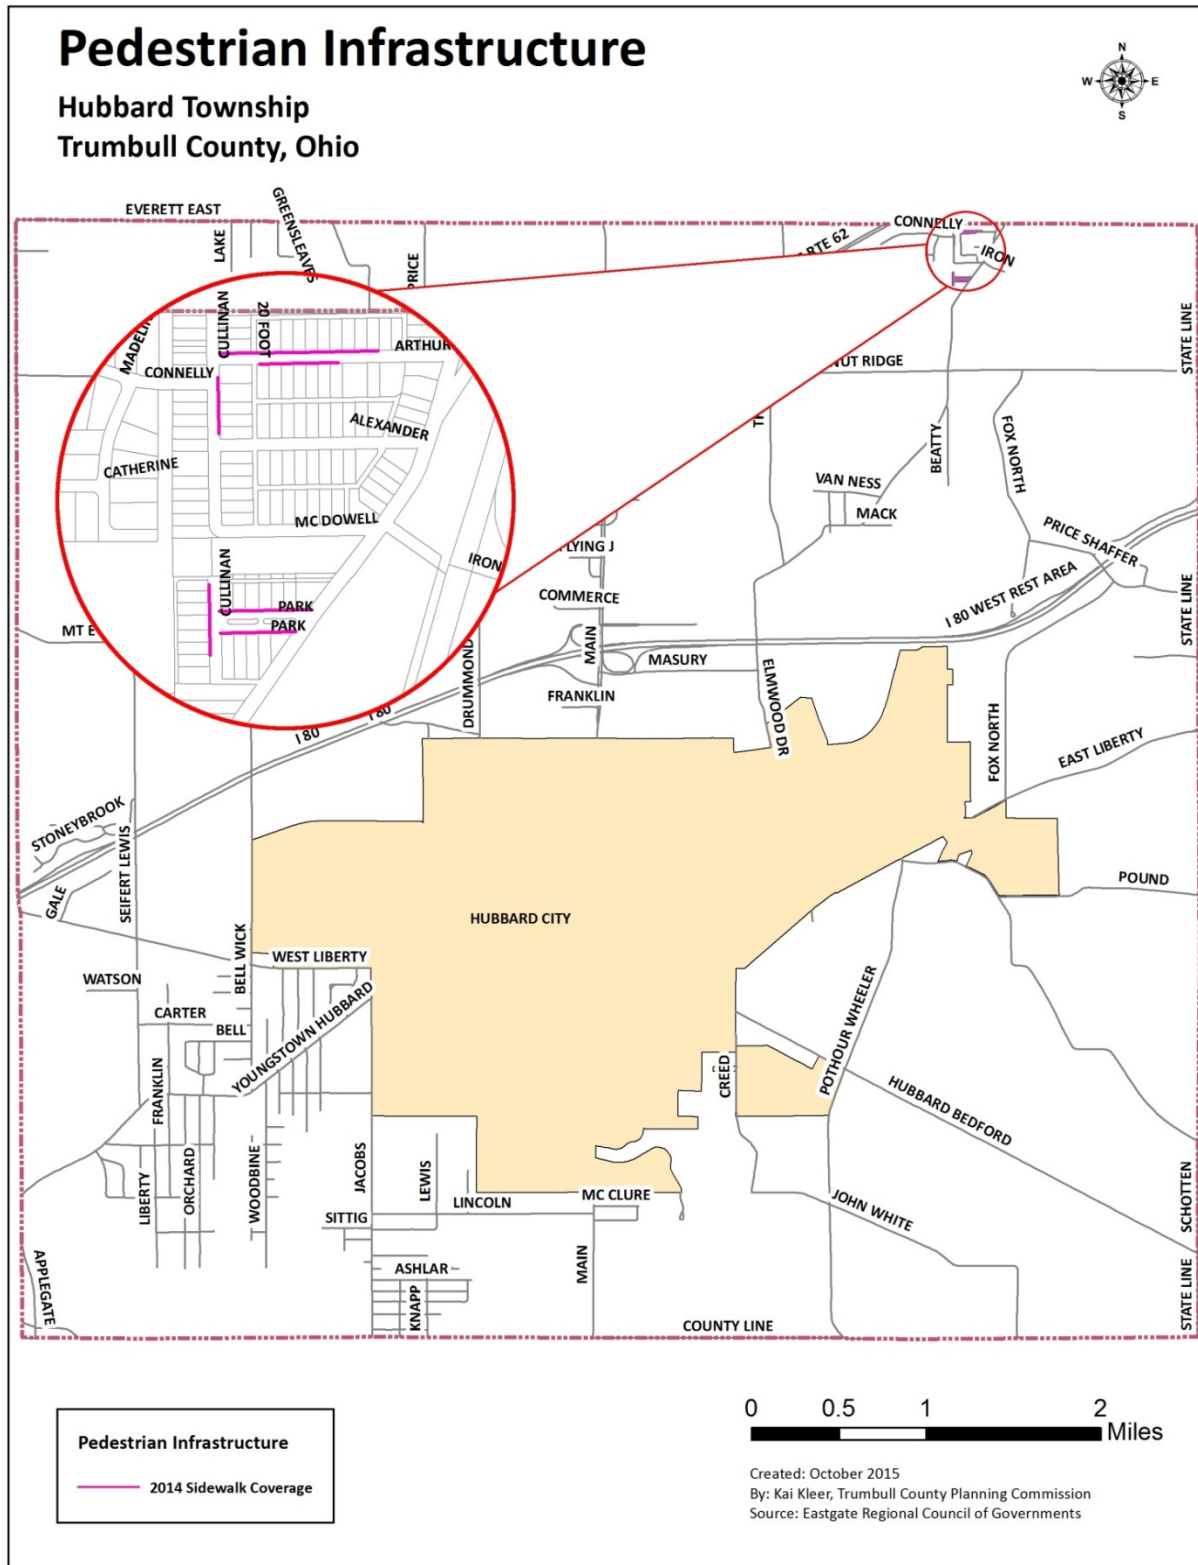 Pedestrian Infrastructure
Hubbard Township
Trumbull County, Ohio
N
W
E
S
EVERETT EAST
LAKE
GREENSLEAVES
PRICE
RTE 62
CONNELLY
IRON
STATE LINE
CULLINAN
20 FOOT
ARTHUR
CONNELLY
ALEXANDER
CATHERINE
MC DOWELL
IRON
CULLINAN
PARK
PARK
NUT RIDGE
BEATTY
FOX NORTH
VAN NESS
MACK
PRICE SHAFFER
LYING J
COMMERCE
I 80 WEST REST AREA
STATE LINE
MT E
MAIN
MASURY
DRUMMOND
FRANKLIN
ELMWOOD DR
I 80
I 80
FOX NORTH
EAST LIBERTY
STONEYBROOK
SEIFERT LEWIS
GALE
POUND
HUBBARD CITY
BELL WICK
WEST LIBERTY
WATSON
CARTER
BELL
YOUNGSTOWN HUBBARD
POTHOUR WHEELER
CREED
HUBBARD BEDFORD
FRANKLIN
LIBERTY
ORCHARD
WOODBINE
JACOBS
LEWIS
LINCOLN
MC CLURE
SITTIG
JOHN WHITE
SCHOTTEN
APPLEGATE
ASHLAR
KNAPP
MAIN
STATE LINE
COUNTY LINE
Pedestrian Infrastructure
2014 Sidewalk Coverage
0 0.5 1 2
Miles
Created: October 2015
By: Kai Kleer, Trumbull County Planning Commission
Source: Eastgate Regional Council of Governments